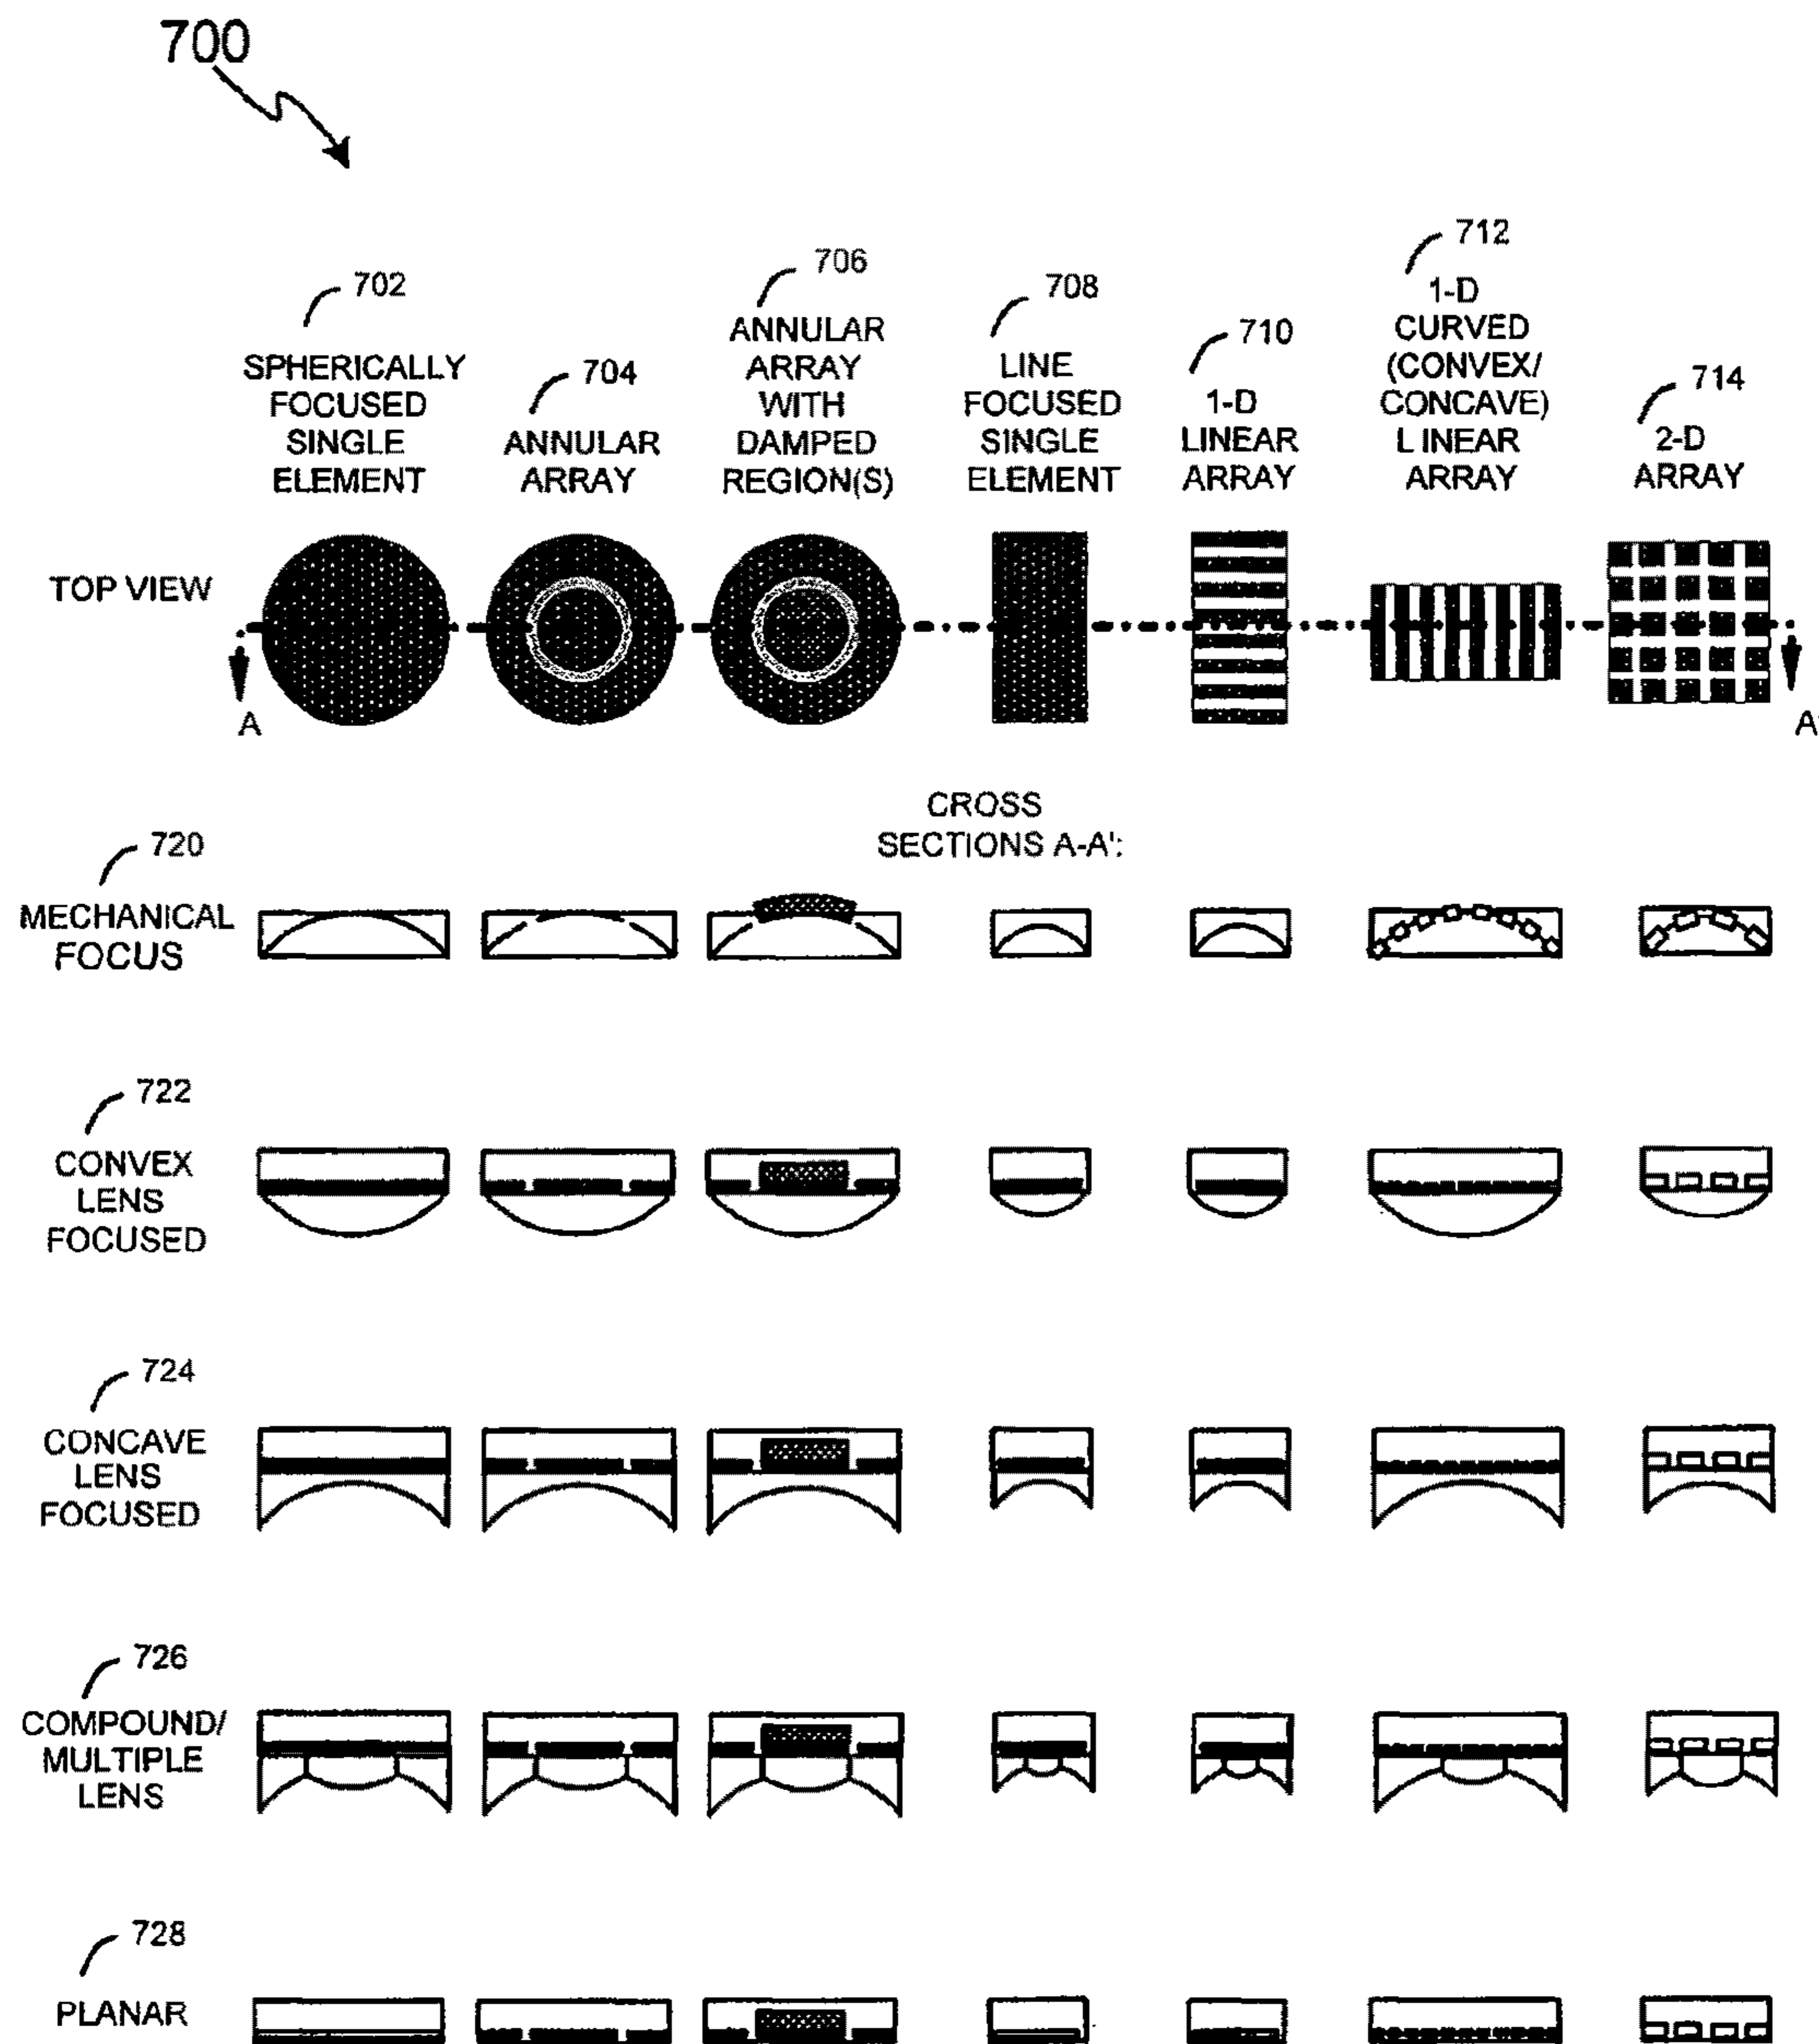 700
702
SPHERICALLY
FOCUSED
SINGLE
ELEMENT
704
ANNULAR
ARRAY
706
ANNULAR
ARRAY
WITH
DAMPED
REGION(S)
708
LINE
FOCUSED
SINGLE
ELEMENT
710
1-D
LINEAR
ARRAY
712
1-D
CURVED
(CONVEX/
CONCAVE)
LINEAR
ARRAY
714
2-D
ARRAY
TOP VIEW
A
A'
CROSS
SECTIONS A-A':
720
MECHANICAL
FOCUS
722
CONVEX
LENS
FOCUSED
724
CONCAVE
LENS
FOCUSED
726
COMPOUND/
MULTIPLE
LENS
728
PLANAR